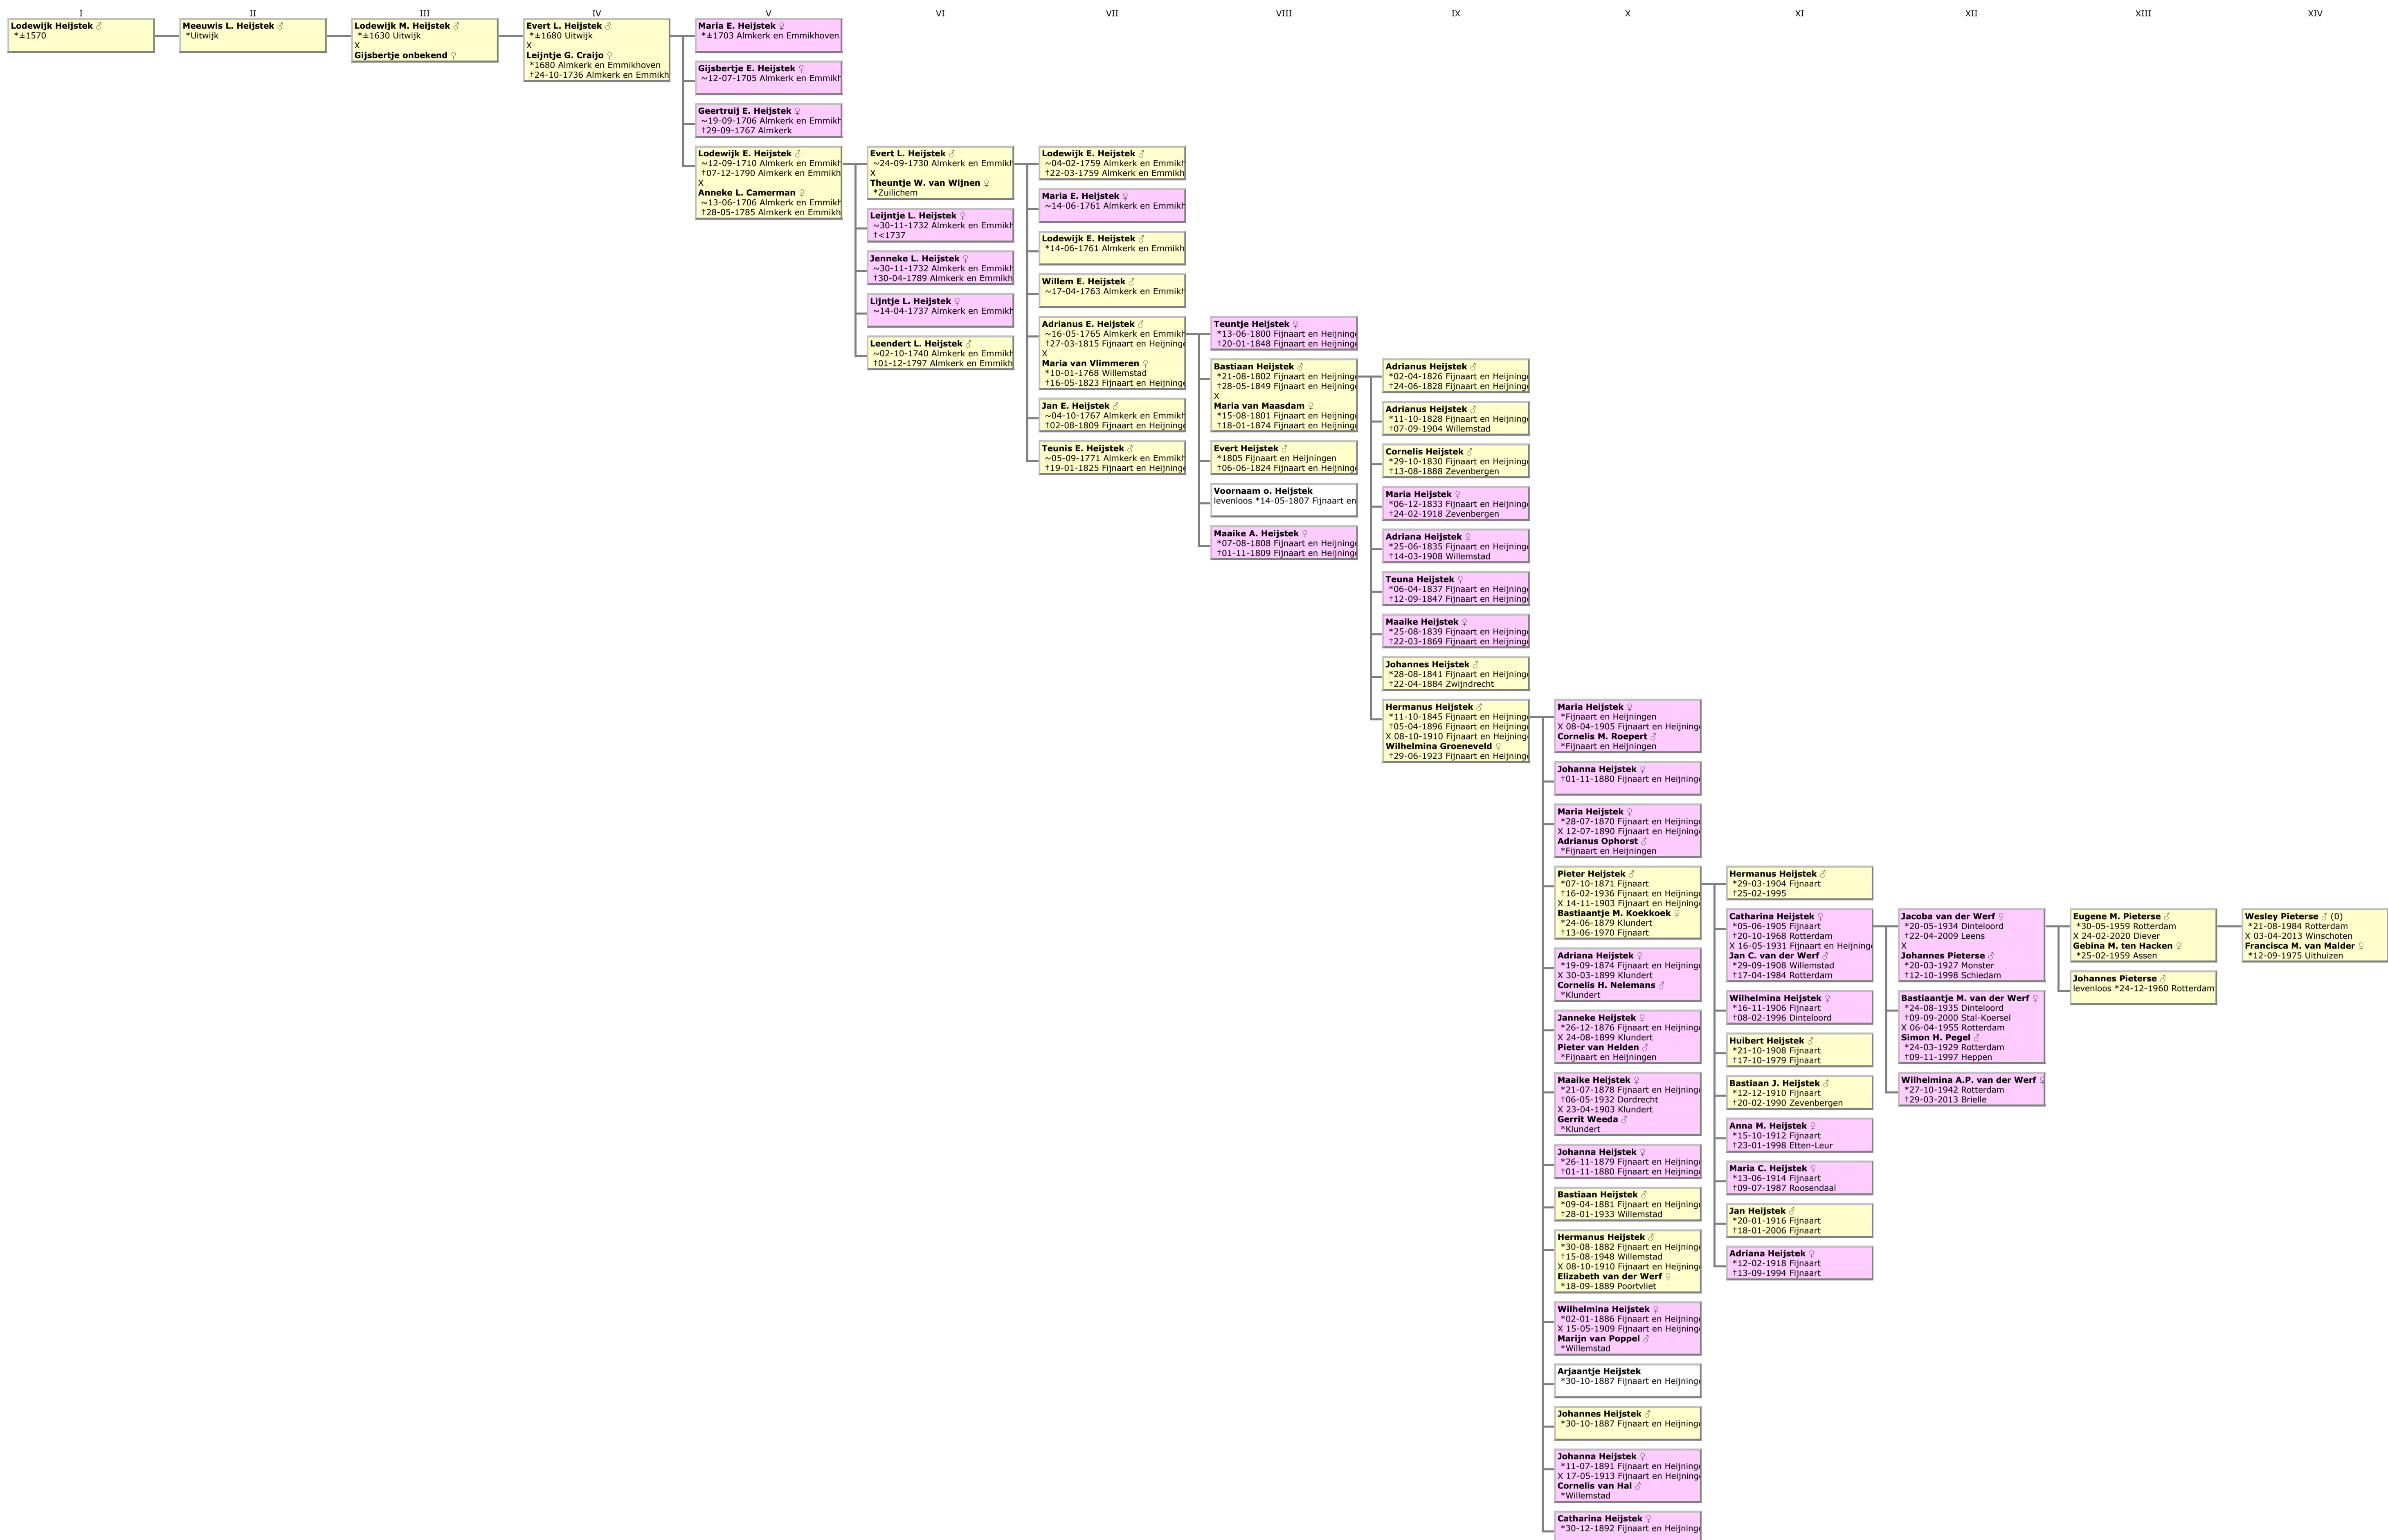 I
II
III
IV
V
VI
VII
VIII
IX
X
XI
XII
XIII
XIV
Lodewijk Heijstek ♂
*±1570
Meeuwis L. Heijstek ♂
*Uitwijk
Lodewijk M. Heijstek ♂
*±1630 Uitwijk
X
Gijsbertje onbekend ♀
Evert L. Heijstek ♂
*±1680 Uitwijk
X
Leijntje G. Craijo ♀
*1680 Almkerk en Emmikhoven
†24-10-1736 Almkerk en Emmikh
Maria E. Heijstek ♀
*±1703 Almkerk en Emmikhoven
Gijsbertje E. Heijstek ♀
~12-07-1705 Almkerk en Emmikh
Geertruij E. Heijstek ♀
~19-09-1706 Almkerk en Emmikh
†29-09-1767 Almkerk
Lodewijk E. Heijstek ♂
~12-09-1710 Almkerk en Emmikh
†07-12-1790 Almkerk en Emmikh
X
Anneke L. Camerman ♀
~13-06-1706 Almkerk en Emmikh
†28-05-1785 Almkerk en Emmikh
Evert L. Heijstek ♂
~24-09-1730 Almkerk en Emmikh
X
Theuntje W. van Wijnen ♀
*Zuilichem
Leijntje L. Heijstek ♀
~30-11-1732 Almkerk en Emmikh
†<1737
Jenneke L. Heijstek ♀
~30-11-1732 Almkerk en Emmikh
†30-04-1789 Almkerk en Emmikh
Lijntje L. Heijstek ♀
~14-04-1737 Almkerk en Emmikh
Leendert L. Heijstek ♂
~02-10-1740 Almkerk en Emmikh
†01-12-1797 Almkerk en Emmikh
Lodewijk E. Heijstek ♂
~04-02-1759 Almkerk en Emmikh
†22-03-1759 Almkerk en Emmikh
Maria E. Heijstek ♀
~14-06-1761 Almkerk en Emmikh
Lodewijk E. Heijstek ♂
*14-06-1761 Almkerk en Emmikh
Willem E. Heijstek ♂
~17-04-1763 Almkerk en Emmikh
Adrianus E. Heijstek ♂
~16-05-1765 Almkerk en Emmikh
†27-03-1815 Fijnaart en Heijninge
X
Maria van Vlimmeren ♀
*10-01-1768 Willemstad
†16-05-1823 Fijnaart en Heijninge
Jan E. Heijstek ♂
~04-10-1767 Almkerk en Emmikh
†02-08-1809 Fijnaart en Heijninge
Teunis E. Heijstek ♂
~05-09-1771 Almkerk en Emmikh
†19-01-1825 Fijnaart en Heijninge
Teuntje Heijstek ♀
*13-06-1800 Fijnaart en Heijninge
†20-01-1848 Fijnaart en Heijninge
Bastiaan Heijstek ♂
*21-08-1802 Fijnaart en Heijninge
†28-05-1849 Fijnaart en Heijninge
X
Maria van Maasdam ♀
*15-08-1801 Fijnaart en Heijninge
†18-01-1874 Fijnaart en Heijninge
Evert Heijstek ♂
*1805 Fijnaart en Heijningen
†06-06-1824 Fijnaart en Heijninge
Voornaam o. Heijstek
levenloos *14-05-1807 Fijnaart en
Maaike A. Heijstek ♀
*07-08-1808 Fijnaart en Heijninge
†01-11-1809 Fijnaart en Heijninge
Adrianus Heijstek ♂
*02-04-1826 Fijnaart en Heijninge
†24-06-1828 Fijnaart en Heijninge
Adrianus Heijstek ♂
*11-10-1828 Fijnaart en Heijninge
†07-09-1904 Willemstad
Cornelis Heijstek ♂
*29-10-1830 Fijnaart en Heijninge
†13-08-1888 Zevenbergen
Maria Heijstek ♀
*06-12-1833 Fijnaart en Heijninge
†24-02-1918 Zevenbergen
Adriana Heijstek ♀
*25-06-1835 Fijnaart en Heijninge
†14-03-1908 Willemstad
Teuna Heijstek ♀
*06-04-1837 Fijnaart en Heijninge
†12-09-1847 Fijnaart en Heijninge
Maaike Heijstek ♀
*25-08-1839 Fijnaart en Heijninge
†22-03-1869 Fijnaart en Heijninge
Johannes Heijstek ♂
*28-08-1841 Fijnaart en Heijninge
†22-04-1884 Zwijndrecht
Hermanus Heijstek ♂
*11-10-1845 Fijnaart en Heijninge
†05-04-1896 Fijnaart en Heijninge
X 08-10-1910 Fijnaart en Heijninge
Wilhelmina Groeneveld ♀
†29-06-1923 Fijnaart en Heijninge
Maria Heijstek ♀
*Fijnaart en Heijningen
X 08-04-1905 Fijnaart en Heijninge
Cornelis M. Roepert ♂
*Fijnaart en Heijningen
Johanna Heijstek ♀
†01-11-1880 Fijnaart en Heijninge
Maria Heijstek ♀
*28-07-1870 Fijnaart en Heijninge
X 12-07-1890 Fijnaart en Heijninge
Adrianus Ophorst ♂
*Fijnaart en Heijningen
Pieter Heijstek ♂
*07-10-1871 Fijnaart
†16-02-1936 Fijnaart en Heijninge
X 14-11-1903 Fijnaart en Heijninge
Bastiaantje M. Koekkoek ♀
*24-06-1879 Klundert
†13-06-1970 Fijnaart
Adriana Heijstek ♀
*19-09-1874 Fijnaart en Heijninge
X 30-03-1899 Klundert
Cornelis H. Nelemans ♂
*Klundert
Janneke Heijstek ♀
*26-12-1876 Fijnaart en Heijninge
X 24-08-1899 Klundert
Pieter van Helden ♂
*Fijnaart en Heijningen
Maaike Heijstek ♀
*21-07-1878 Fijnaart en Heijninge
†06-05-1932 Dordrecht
X 23-04-1903 Klundert
Gerrit Weeda ♂
*Klundert
Johanna Heijstek ♀
*26-11-1879 Fijnaart en Heijninge
†01-11-1880 Fijnaart en Heijninge
Bastiaan Heijstek ♂
*09-04-1881 Fijnaart en Heijninge
†28-01-1933 Willemstad
Hermanus Heijstek ♂
*30-08-1882 Fijnaart en Heijninge
†15-08-1948 Willemstad
X 08-10-1910 Fijnaart en Heijninge
Elizabeth van der Werf ♀
*18-09-1889 Poortvliet
Wilhelmina Heijstek ♀
*02-01-1886 Fijnaart en Heijninge
X 15-05-1909 Fijnaart en Heijninge
Marijn van Poppel ♂
*Willemstad
Arjaantje Heijstek
*30-10-1887 Fijnaart en Heijninge
Johannes Heijstek ♂
*30-10-1887 Fijnaart en Heijninge
Johanna Heijstek ♀
*11-07-1891 Fijnaart en Heijninge
X 17-05-1913 Fijnaart en Heijninge
Cornelis van Hal ♂
*Willemstad
Catharina Heijstek ♀
*30-12-1892 Fijnaart en Heijninge
Hermanus Heijstek ♂
*29-03-1904 Fijnaart
†25-02-1995
Catharina Heijstek ♀
*05-06-1905 Fijnaart
†20-10-1968 Rotterdam
X 16-05-1931 Fijnaart en Heijninge
Jan C. van der Werf ♂
*29-09-1908 Willemstad
†17-04-1984 Rotterdam
Wilhelmina Heijstek ♀
*16-11-1906 Fijnaart
†08-02-1996 Dinteloord
Huibert Heijstek ♂
*21-10-1908 Fijnaart
†17-10-1979 Fijnaart
Bastiaan J. Heijstek ♂
*12-12-1910 Fijnaart
†20-02-1990 Zevenbergen
Anna M. Heijstek ♀
*15-10-1912 Fijnaart
†23-01-1998 Etten-Leur
Maria C. Heijstek ♀
*13-06-1914 Fijnaart
†09-07-1987 Roosendaal
Jan Heijstek ♂
*20-01-1916 Fijnaart
†18-01-2006 Fijnaart
Adriana Heijstek ♀
*12-02-1918 Fijnaart
†13-09-1994 Fijnaart
Jacoba van der Werf ♀
*20-05-1934 Dinteloord
†22-04-2009 Leens
X
Johannes Pieterse ♂
*20-03-1927 Monster
†12-10-1998 Schiedam
Bastiaantje M. van der Werf ♀
*24-08-1935 Dinteloord
†09-09-2000 Stal-Koersel
X 06-04-1955 Rotterdam
Simon H. Pegel ♂
*24-03-1929 Rotterdam
†09-11-1997 Heppen
Wilhelmina A.P. van der Werf ♀
*27-10-1942 Rotterdam
†29-03-2013 Brielle
Eugene M. Pieterse ♂
*30-05-1959 Rotterdam
X 24-02-2020 Diever
Gebina M. ten Hacken ♀
*25-02-1959 Assen
Johannes Pieterse ♂
levenloos *24-12-1960 Rotterdam
Wesley Pieterse ♂ (0)
*21-08-1984 Rotterdam
X 03-04-2013 Winschoten
Francisca M. van Malder ♀
*12-09-1975 Uithuizen